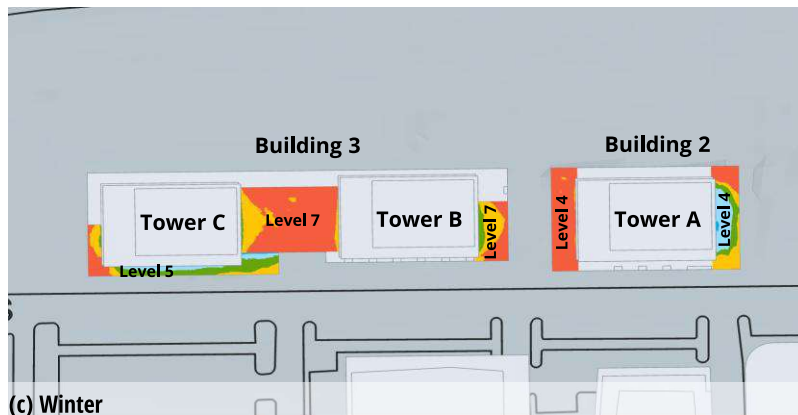 Building 3
Building 2
Tower C
Level 7
Tower B
Level 7
Level 4
Tower A
Level 4
Level 5
(c) Winter